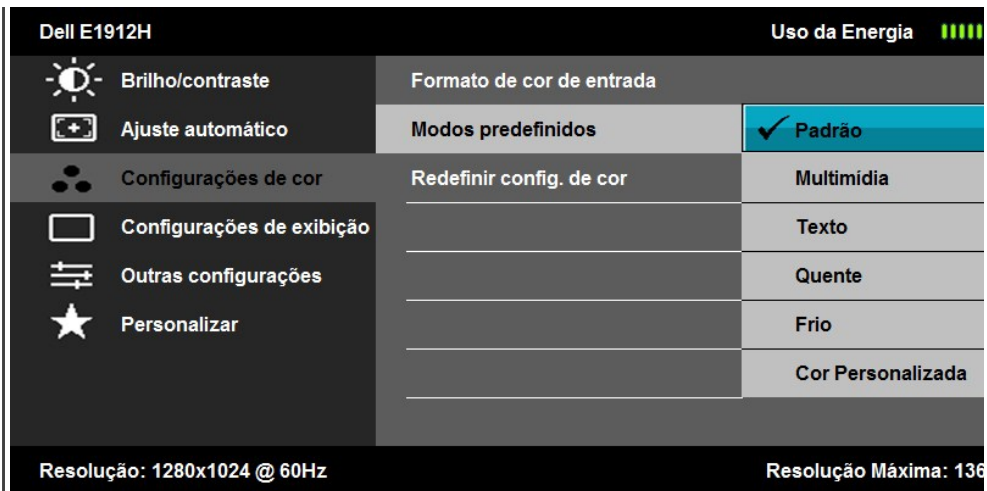 Dell E1912H Uso da Energia
Brilho/contraste Formato de cor de entrada
Ajuste automático Modos predefinidos Padrão
Configurações de cor Redefinir config. de cor Multimídia
Configurações de exibição Texto
Outras configurações Quente
Personalizar Frio
Cor Personalizada
Resolução: 1280x1024 @ 60Hz Resolução Máxima: 136